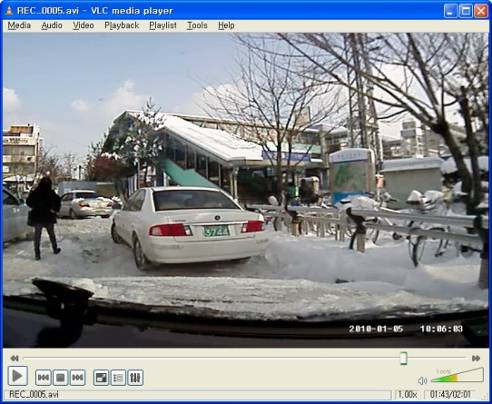 REC_0005.avi - VLC media player
Media Audio Video Playback Playlist Tools Help
2010-01-05 10:06:03
100%
REC_0005.avi
1.00x
01:43/02:01